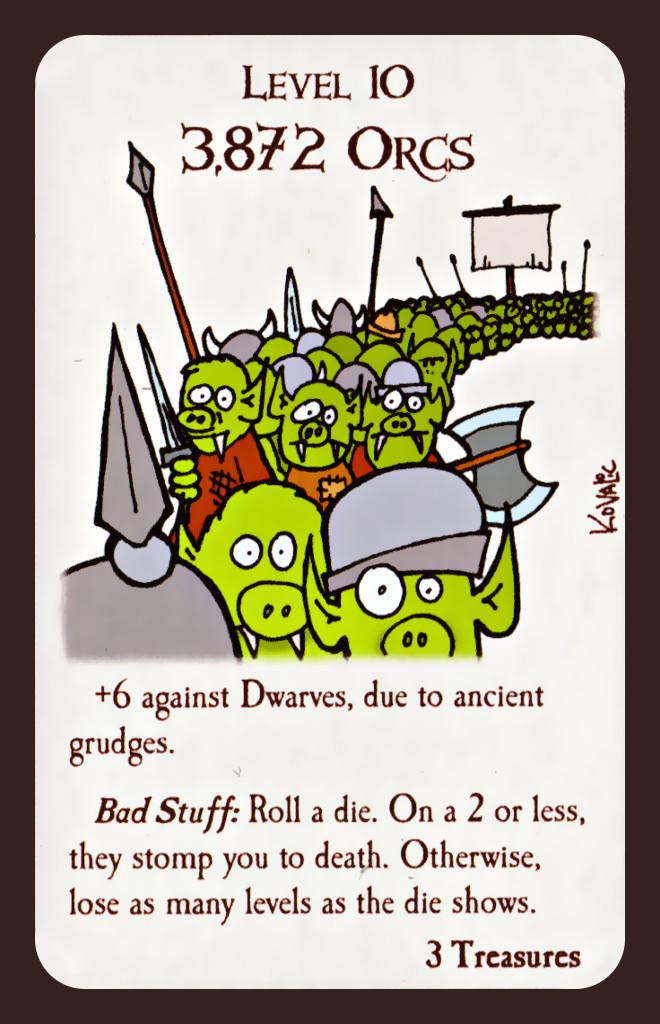 Level 10
3,872 Orcs
Kovalic
+6 against Dwarves, due to ancient
grudges.
Bad Stuff: Roll a die. On a 2 or less,
they stomp you to death. Otherwise,
lose as many levels as the die shows.
3 Treasures